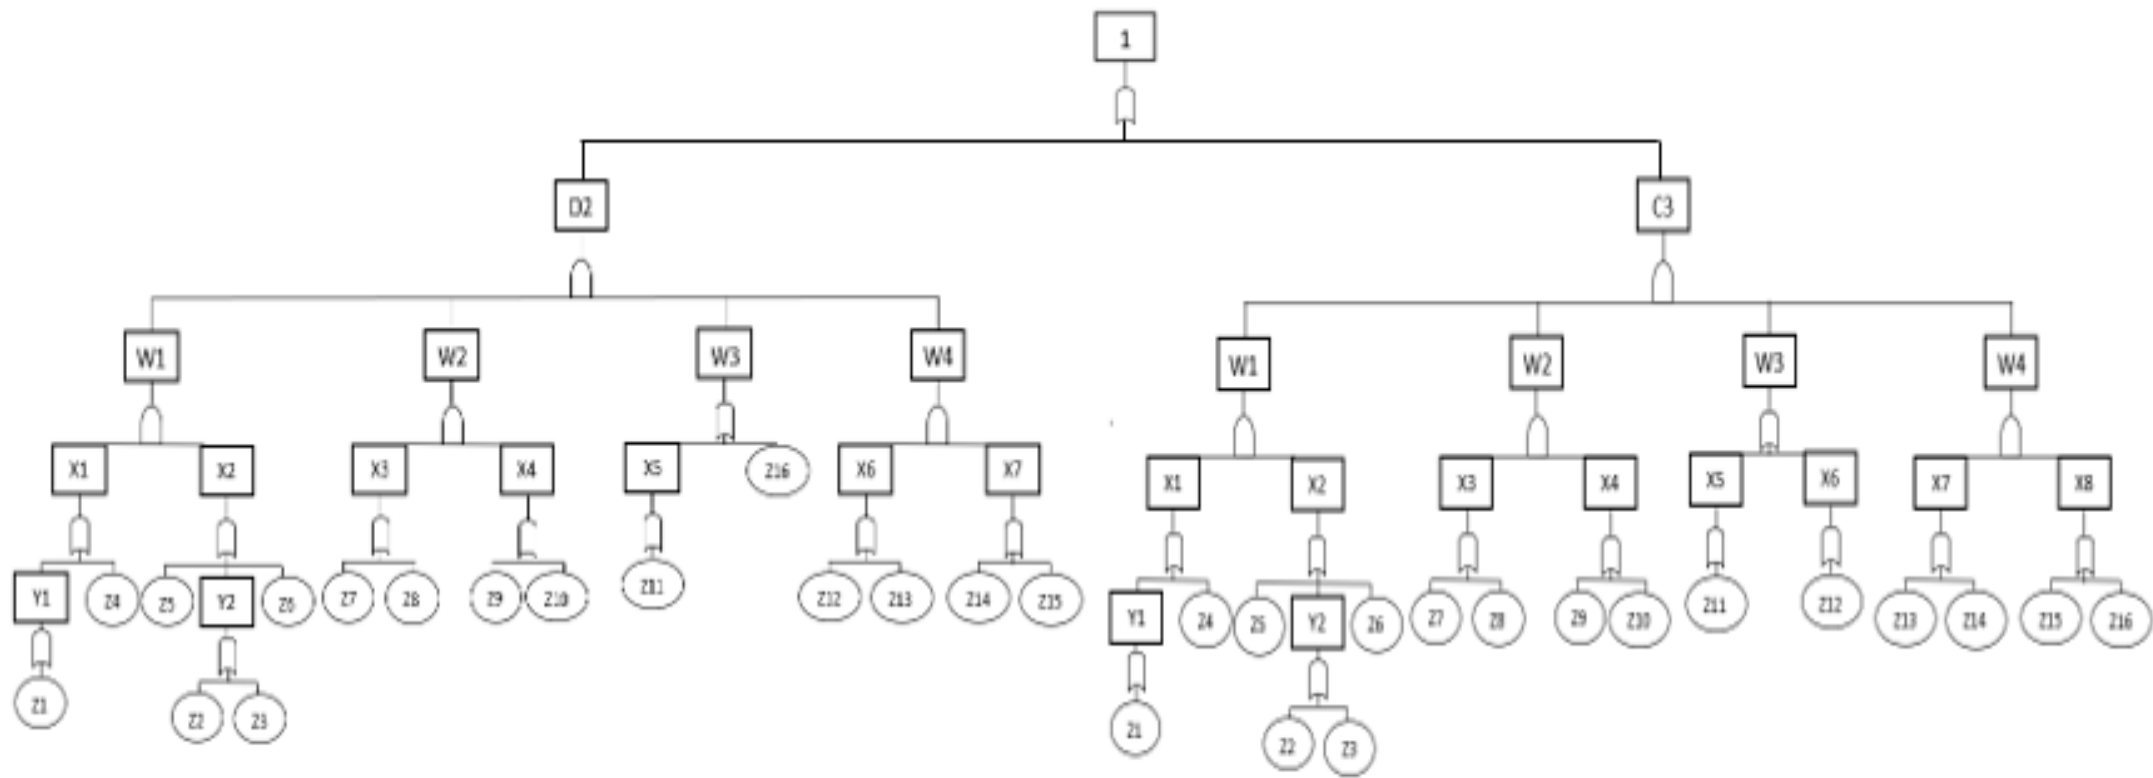 1
D2 C3
W1 W2 W3 W4 W1 W2 W3 W4
X1 X2 X3 X4 X5 Z16 X6 X7 X1 X2 X3 X4 X5 X6 X7 X8
Y1 Z4 Z5 Y2 Z6 Z7 Z8 Z9 Z10 Z11 Z12 Z13 Z14 Z15 Y1 Z4 Z5 Y2 Z6 Z7 Z8 Z9 Z10 Z11 Z12 Z13 Z14 Z15 Z16
Z1 Z2 Z3 Z1 Z2 Z3